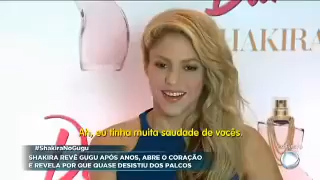 SHAKIRA
Ah, eu tinha muita saudade de vocês.
#ShakiraNoGugu
SHAKIRA REVÊ GUGU APÓS ANOS, ABRE O CORAÇÃO
E REVELA POR QUE QUASE DESISTIU DOS PALCOS